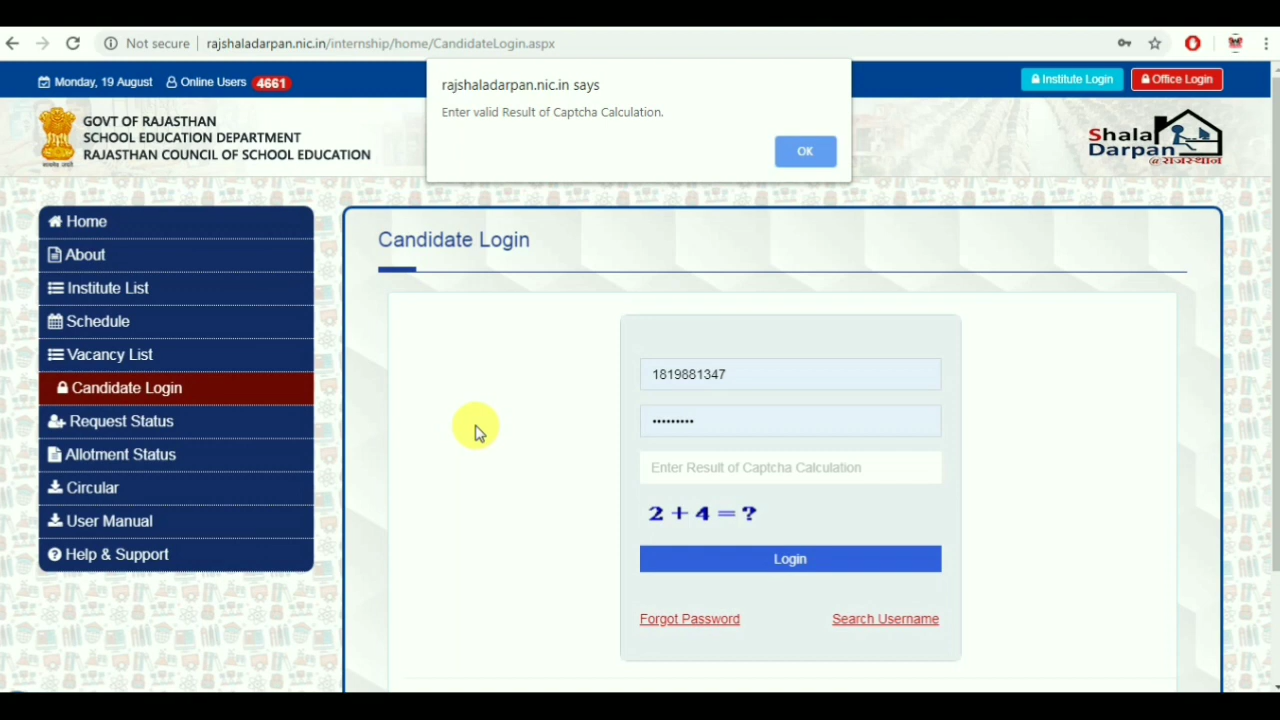 Not secure | rajshaladarpan.nic.in/internship/home/CandidateLogin.aspx
Monday, 19 August Online Users 4661
Institute Login Office Login
rajshaladarpan.nic.in says
Enter valid Result of Captcha Calculation.
OK
GOVT OF RAJASTHAN
SCHOOL EDUCATION DEPARTMENT
RAJASTHAN COUNCIL OF SCHOOL EDUCATION
Shala
Darpan
@ राजस्थान
Home
About
Institute List
Schedule
Vacancy List
Candidate Login
Request Status
Allotment Status
Circular
User Manual
Help & Support
Candidate Login
1819881347
•••••••••
Enter Result of Captcha Calculation
2 + 4 = ?
Login
Forgot Password Search Username